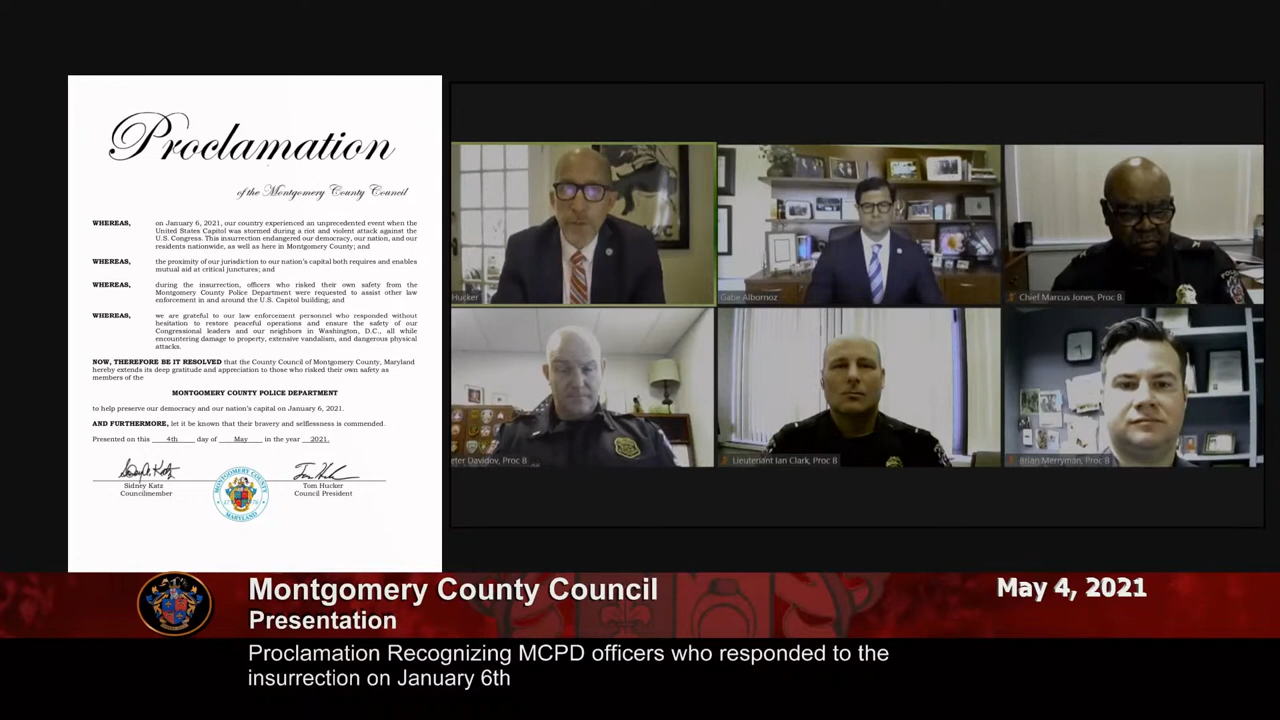 Proclamation
of the Montgomery County Council
WHEREAS, on January 6, 2021, our country experienced an unprecedented event when the
United States Capitol was stormed during a riot and violent attack against the
U.S. Congress. This insurrection endangered our democracy, our nation, and our
residents nationwide, as well as here in Montgomery County; and
WHEREAS, the proximity of our jurisdiction to our nation's capital both requires and enables
mutual aid at critical junctures; and
WHEREAS, during the insurrection, officers who risked their own safety from the
Montgomery County Police Department were requested to assist other law
enforcement in and around the U.S. Capitol building; and
WHEREAS, we are grateful to our law enforcement personnel who responded without
hesitation to restore peaceful operations and ensure the safety of our
Congressional leaders and our neighbors in Washington, D.C., all while
encountering damage to property, extensive vandalism, and dangerous physical
attacks.
NOW, THEREFORE BE IT RESOLVED that the County Council of Montgomery County, Maryland
hereby extends its deep gratitude and appreciation to those who risked their own safety as
members of the
MONTGOMERY COUNTY POLICE DEPARTMENT
to help preserve our democracy and our nation's capital on January 6, 2021.
AND FURTHERMORE, let it be known that their bravery and selflessness is commended.
Presented on this 4th day of May in the year 2021.
Sidney Katz
Councilmember
Tom Hucker
Council President
MONTGOMERY COUNTY
MARYLAND
Hucker
Gabe Albornoz
Chief Marcus Jones, Proc B
eter Davidov, Proc B
Lieutenant Ian Clark, Proc B
Brian Merryman, Proc B
Montgomery County Council
Presentation
May 4, 2021
Proclamation Recognizing MCPD officers who responded to the
insurrection on January 6th